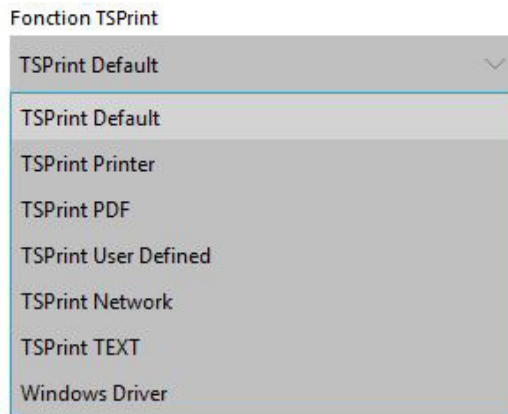 Fonction TSPrint
TSPrint Default
TSPrint Default
TSPrint Printer
TSPrint PDF
TSPrint User Defined
TSPrint Network
TSPrint TEXT
Windows Driver